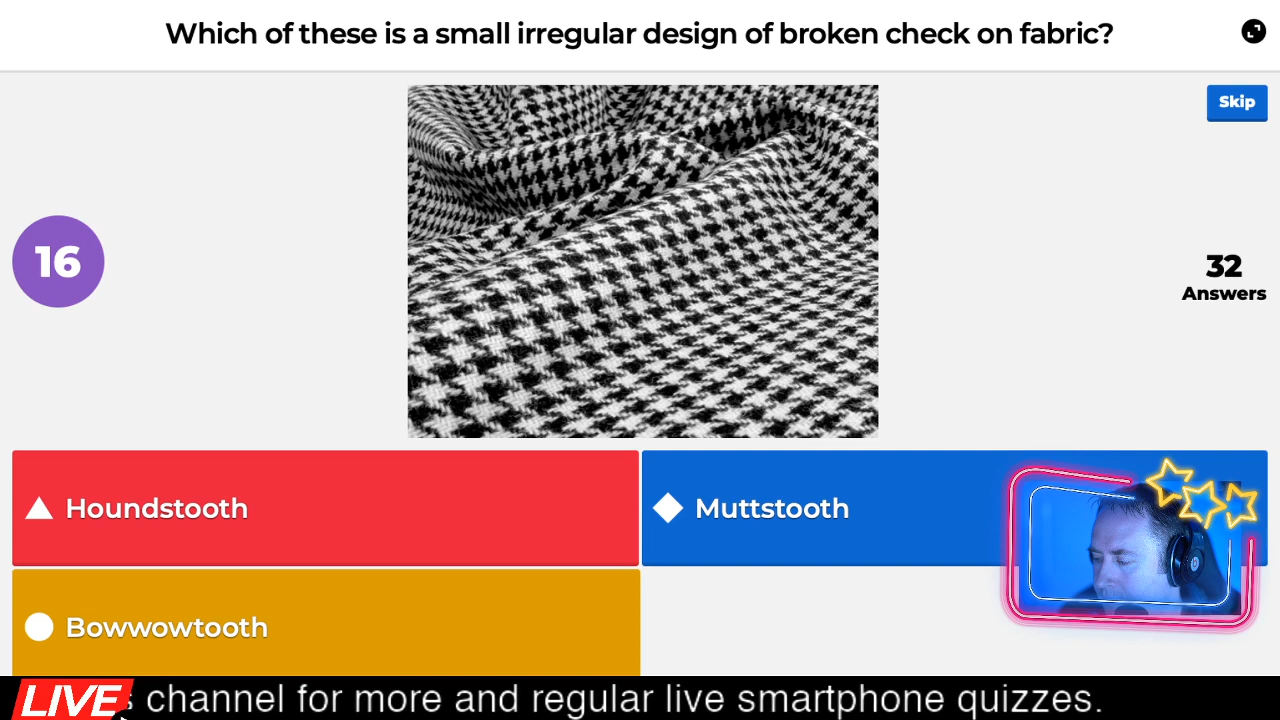 Which of these is a small irregular design of broken check on fabric?
Skip
16
32
Answers
Houndstooth
Muttstooth
Bowwowtooth
LIVE
channel for more and regular live smartphone quizzes.